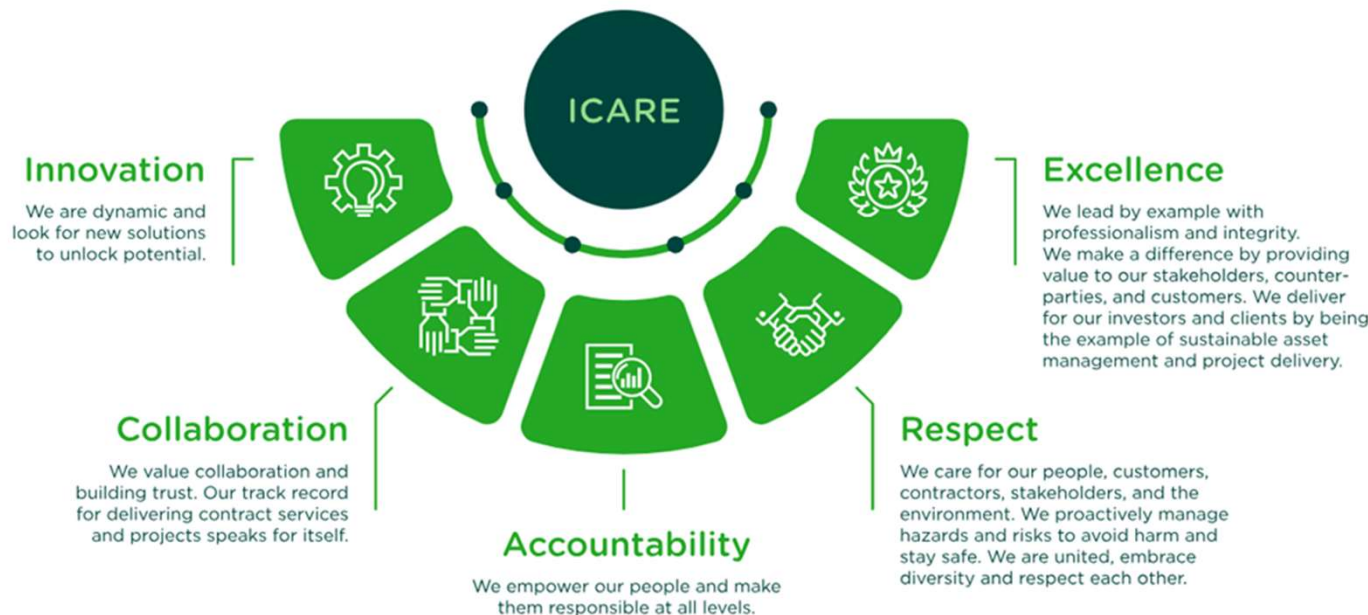 ICARE
Innovation
We are dynamic and
look for new solutions
to unlock potential.
Collaboration
We value collaboration and
building trust. Our track record
for delivering contract services
and projects speaks for itself.
Accountability
We empower our people and make
them responsible at all levels.
Respect
We care for our people, customers,
contractors, stakeholders, and the
environment. We proactively manage
hazards and risks to avoid harm and
stay safe. We are united, embrace
diversity and respect each other.
Excellence
We lead by example with
professionalism and integrity.
We make a difference by providing
value to our stakeholders, counter-
parties, and customers. We deliver
for our investors and clients by being
the example of sustainable asset
management and project delivery.